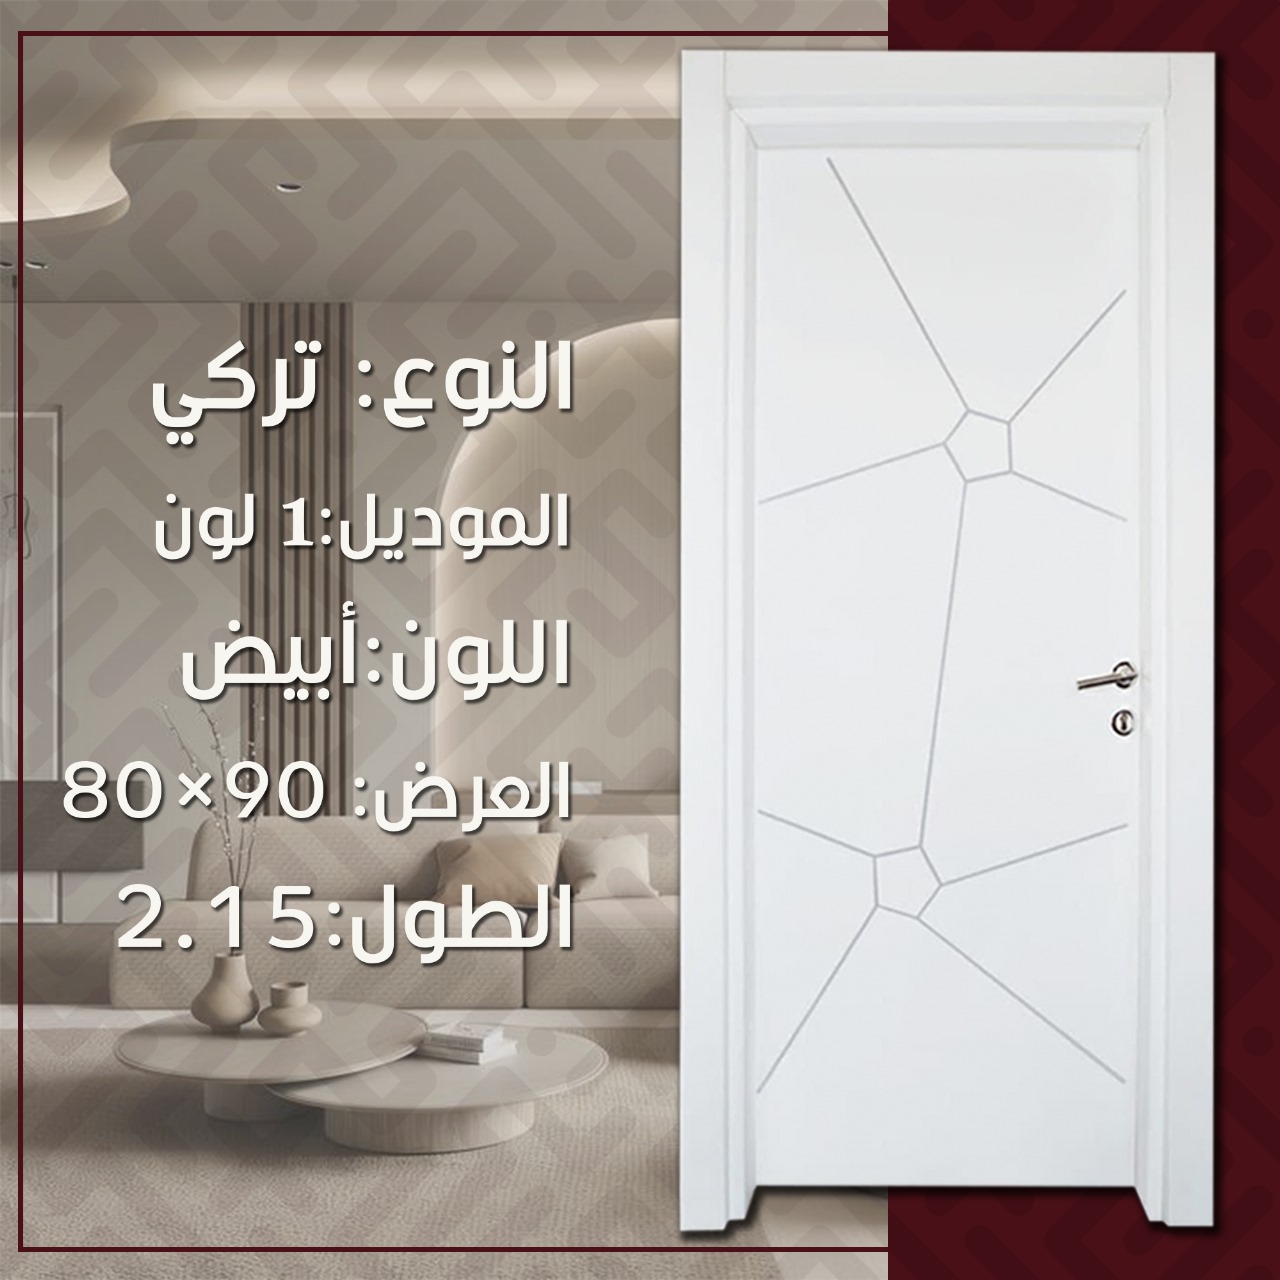 النوع: تركي
الموديل:1 لون
اللون:أبيض
العرض: 90×80
الطول:2.15